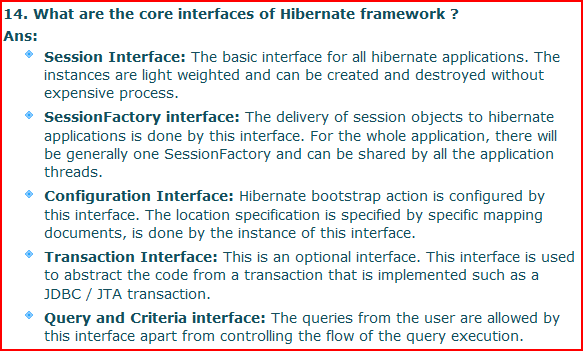 14. What are the core interfaces of Hibernate framework ?
Ans:
Session Interface: The basic interface for all hibernate applications. The
instances are light weighted and can be created and destroyed without
expensive process.
SessionFactory interface: The delivery of session objects to hibernate
applications is done by this interface. For the whole application, there will
be generally one SessionFactory and can be shared by all the application
threads.
Configuration Interface: Hibernate bootstrap action is configured by
this interface. The location specification is specified by specific mapping
documents, is done by the instance of this interface.
Transaction Interface: This is an optional interface. This interface is used
to abstract the code from a transaction that is implemented such as a
JDBC / JTA transaction.
Query and Criteria interface: The queries from the user are allowed by
this interface apart from controlling the flow of the query execution.